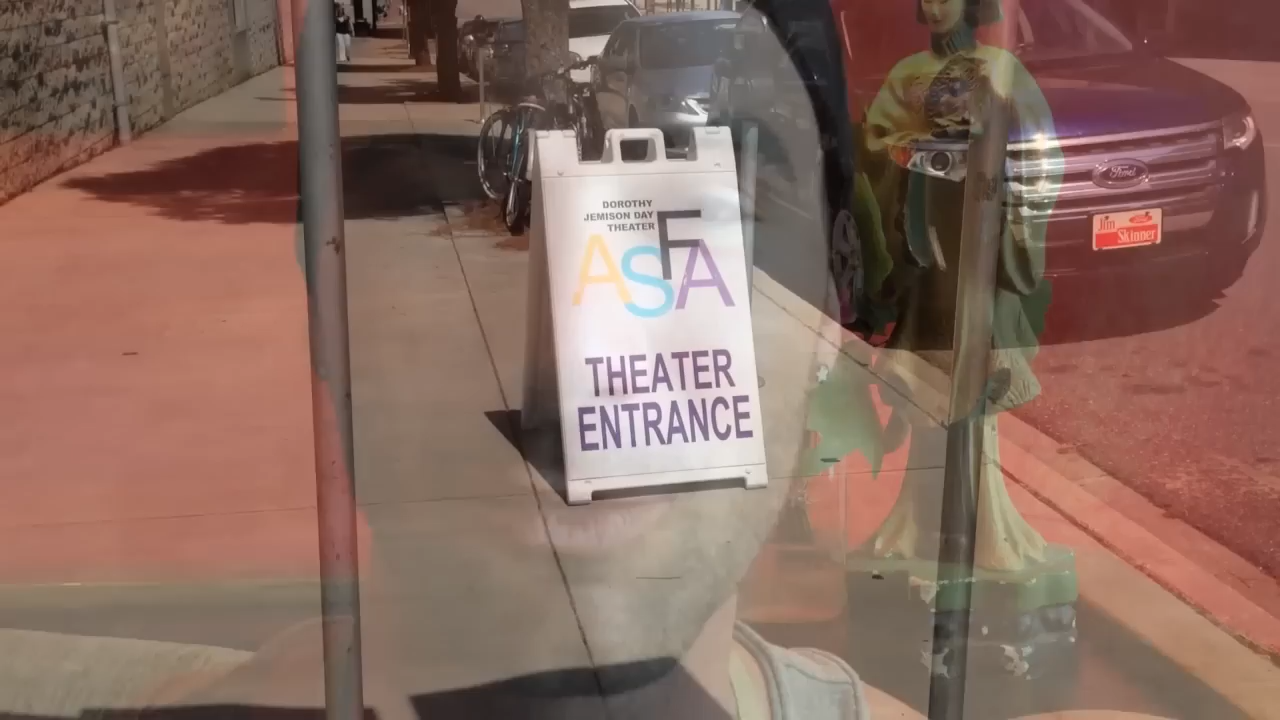 DOROTHY
JEMISON DAY
THEATER
ASFA
THEATER
ENTRANCE
Ford
Jim
Skinner